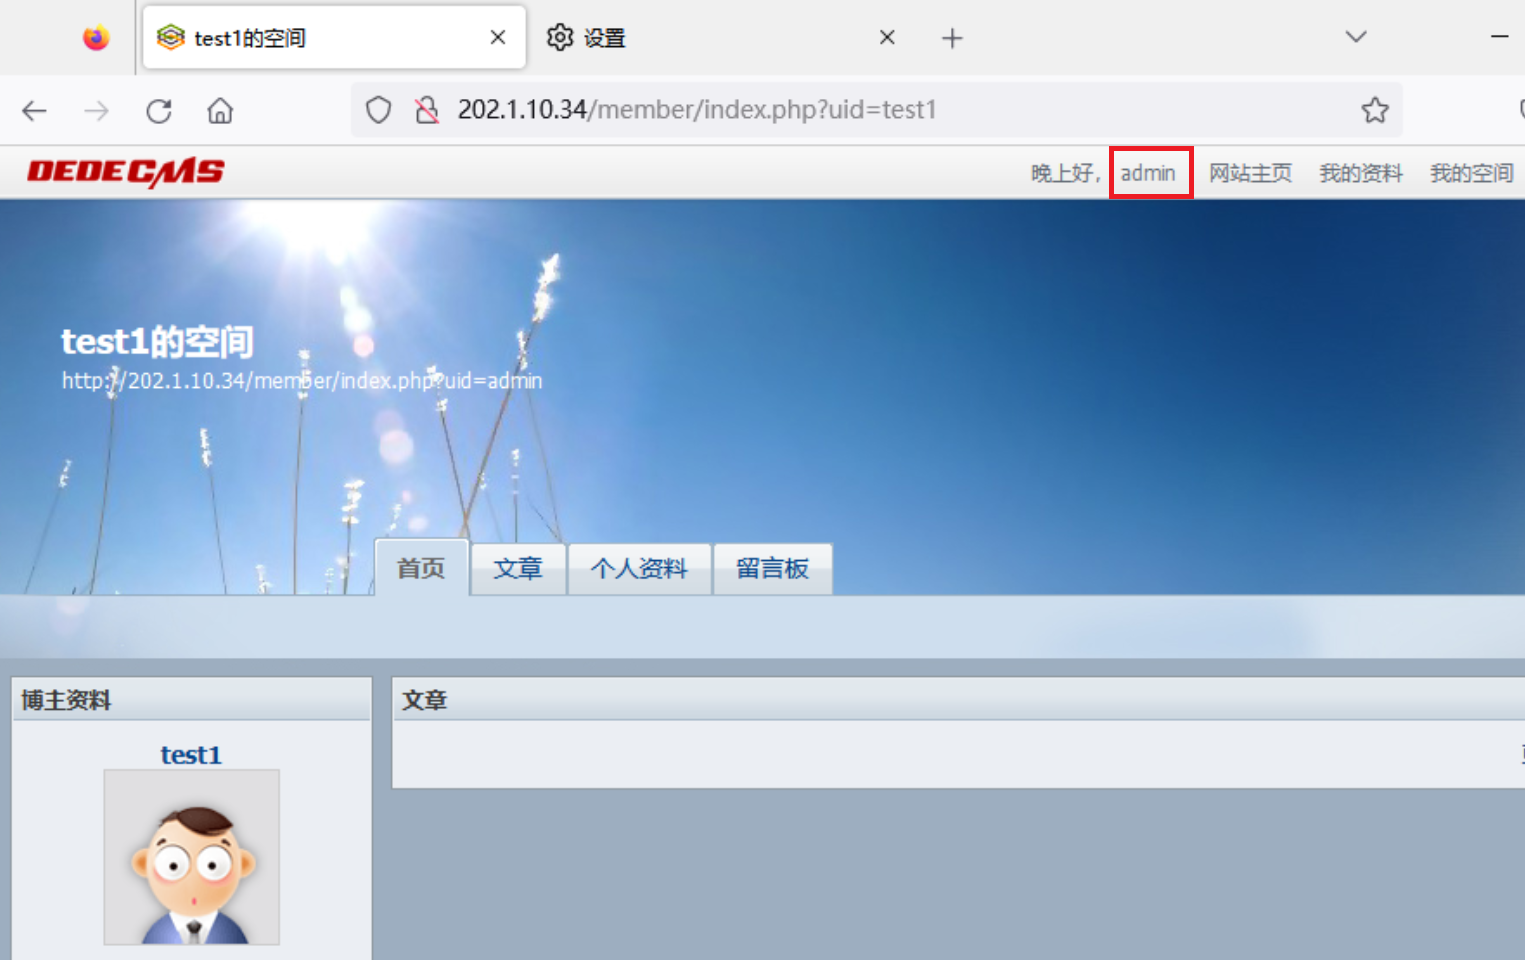 test1的空间
设置
202.1.10.34/member/index.php?uid=test1
DEDECMS
晚上好, admin 网站主页 我的资料 我的空间
test1的空间
http://202.1.10.34/member/index.php?uid=admin
首页 文章 个人资料 留言板
博主资料
文章
test1